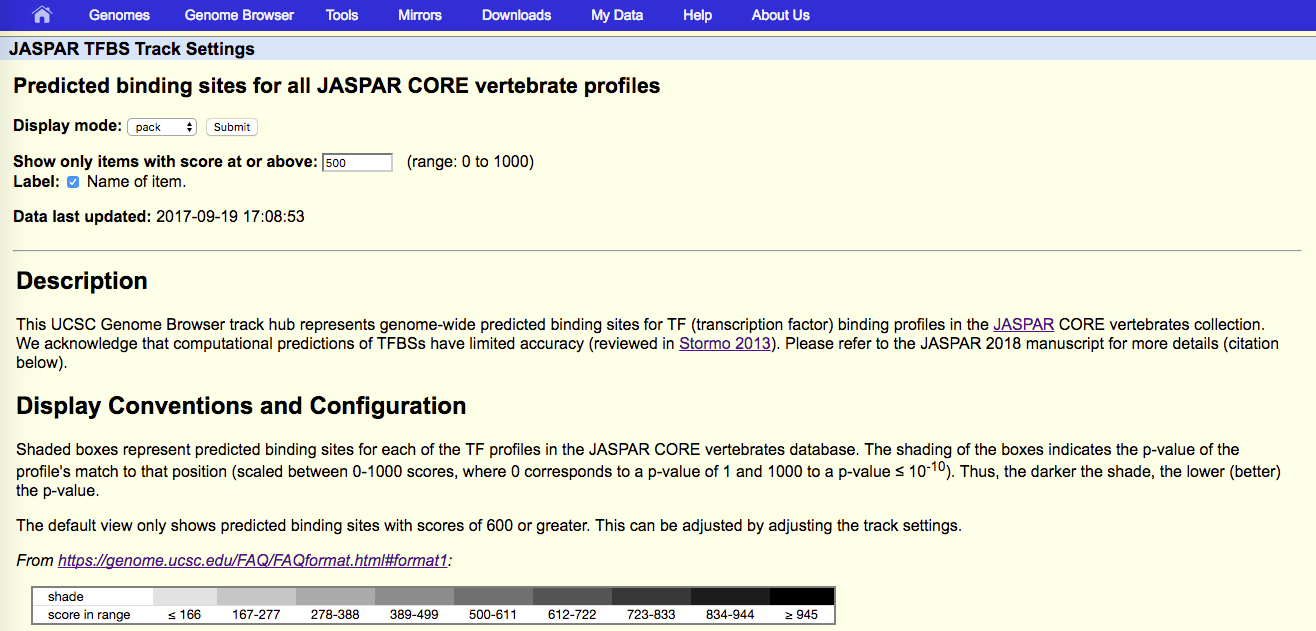 Genomes Genome Browser Tools Mirrors Downloads My Data Help About Us
JASPAR TFBS Track Settings
Predicted binding sites for all JASPAR CORE vertebrate profiles
Display mode: pack Submit
Show only items with score at or above: 500 (range: 0 to 1000)
Label: Name of item.
Data last updated: 2017-09-19 17:08:53
Description
This UCSC Genome Browser track hub represents genome-wide predicted binding sites for TF (transcription factor) binding profiles in the JASPAR CORE vertebrates collection.
We acknowledge that computational predictions of TFBSs have limited accuracy (reviewed in Stormo 2013). Please refer to the JASPAR 2018 manuscript for more details (citation
below).
Display Conventions and Configuration
Shaded boxes represent predicted binding sites for each of the TF profiles in the JASPAR CORE vertebrates database. The shading of the boxes indicates the p-value of the
profile's match to that position (scaled between 0-1000 scores, where 0 corresponds to a p-value of 1 and 1000 to a p-value ≤ 10-10). Thus, the darker the shade, the lower (better)
the p-value.
The default view only shows predicted binding sites with scores of 600 or greater. This can be adjusted by adjusting the track settings.
From https://genome.ucsc.edu/FAQ/FAQformat.html#format1:
shade
score in range ≤ 166 167-277 278-388 389-499 500-611 612-722 723-833 834-944 ≥ 945